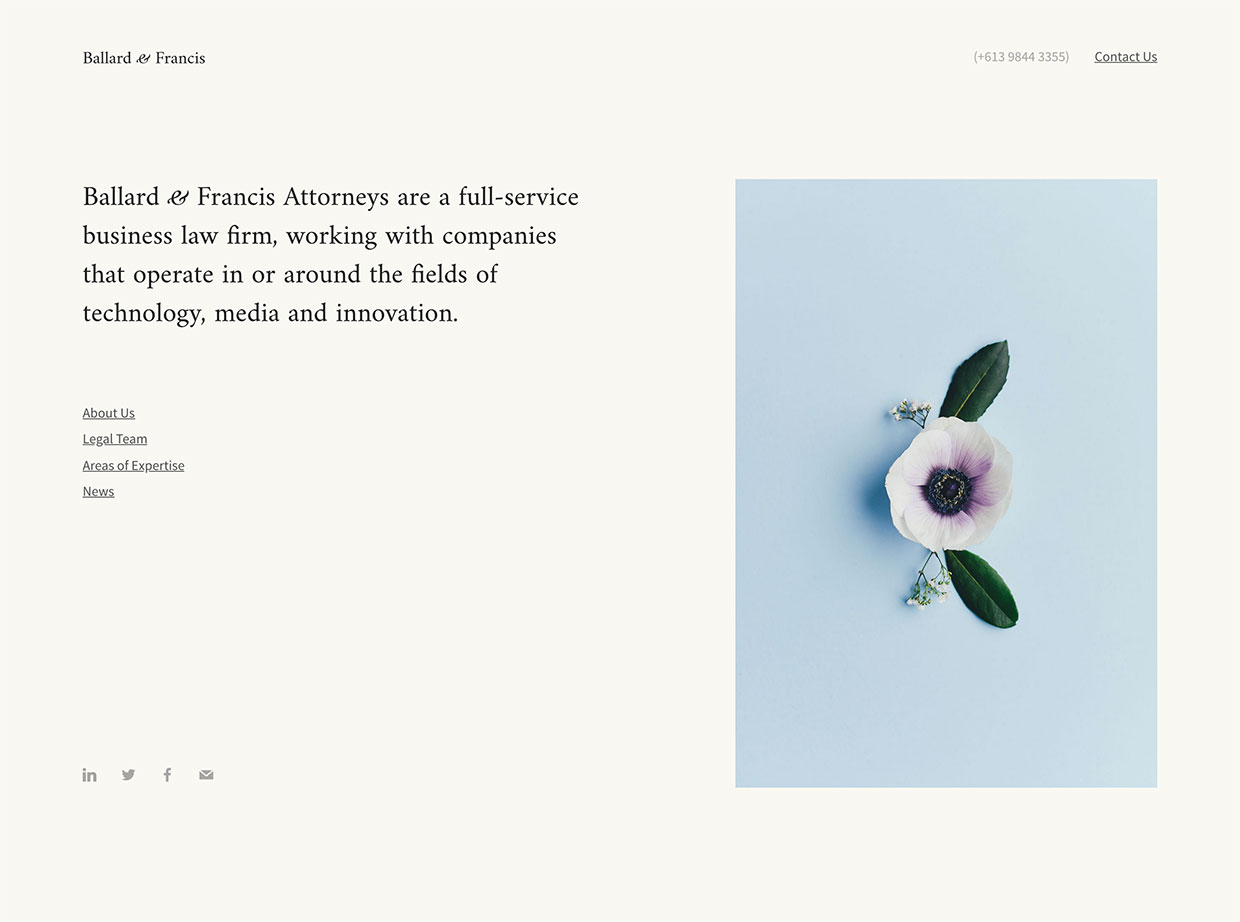 Ballard & Francis
(+613 9844 3355) Contact Us
Ballard & Francis Attorneys are a full-service
business law firm, working with companies
that operate in or around the fields of
technology, media and innovation.
About Us
Legal Team
Areas of Expertise
News